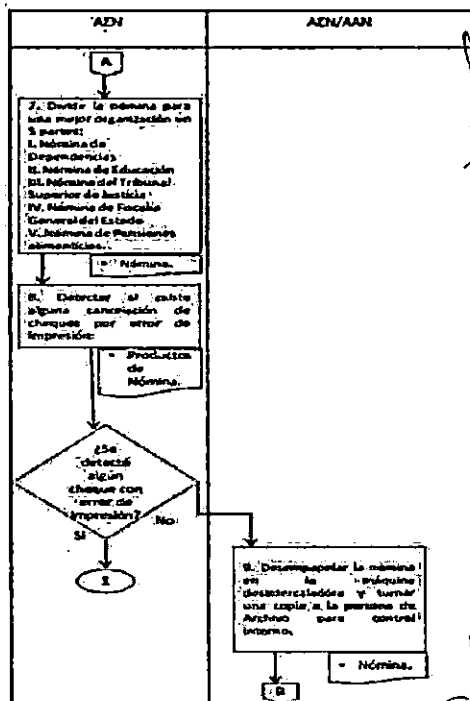 AZN
AZN/AAN
A
7. Dividir la nómina para
una mejor organización en
5 partes:
I. Nómina de
Dependencias
II. Nómina de Educación
III. Nómina del Tribunal
Superior de Justicia
IV. Nómina de Fiscalía
General del Estado
V. Nómina de Pensiones
alimenticias.
- Nómina.
8. Detectar si existe
alguna cancelación de
cheques por error de
impresión:
- Productos
de
Nómina.
¿Se
detectó
algún
cheque con
error de
impresión?
No
Si
9. Desempapelar la nómina
en la máquina
desintercaladora y turnar
una copia a la persona de
Archivo para control
interno.
- Nómina.